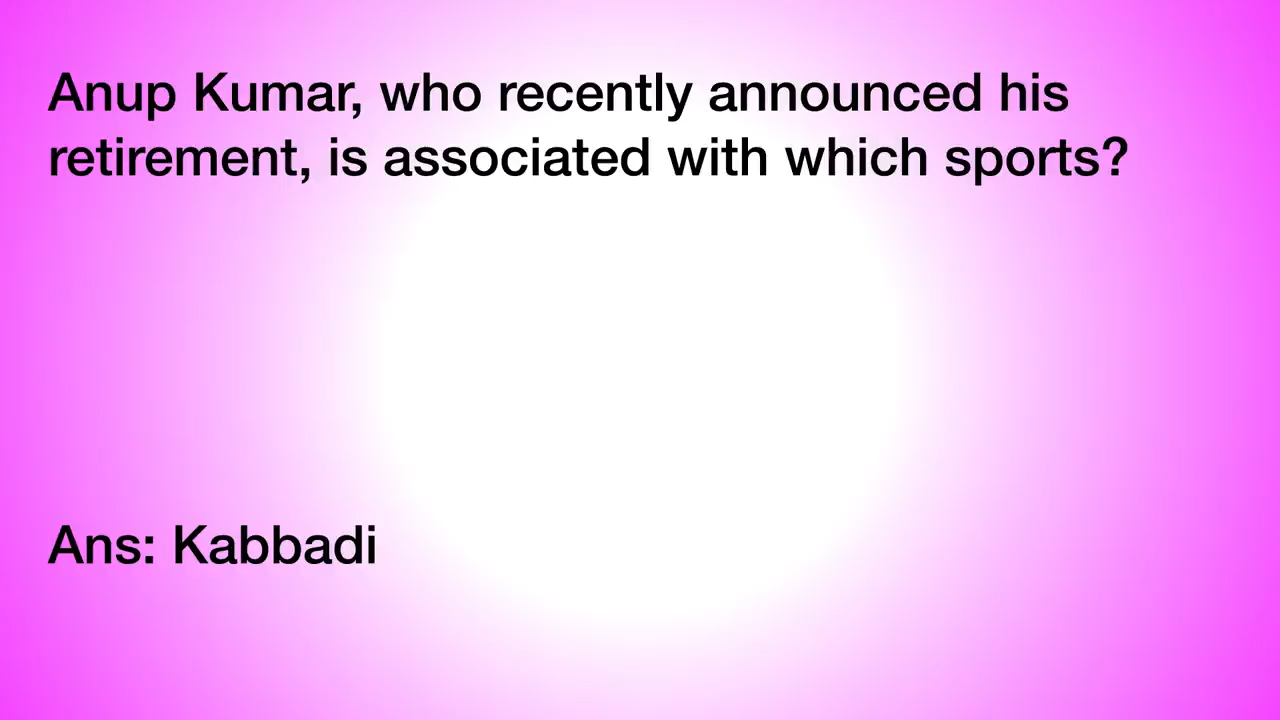 Anup Kumar, who recently announced his
retirement, is associated with which sports?
Ans: Kabbadi